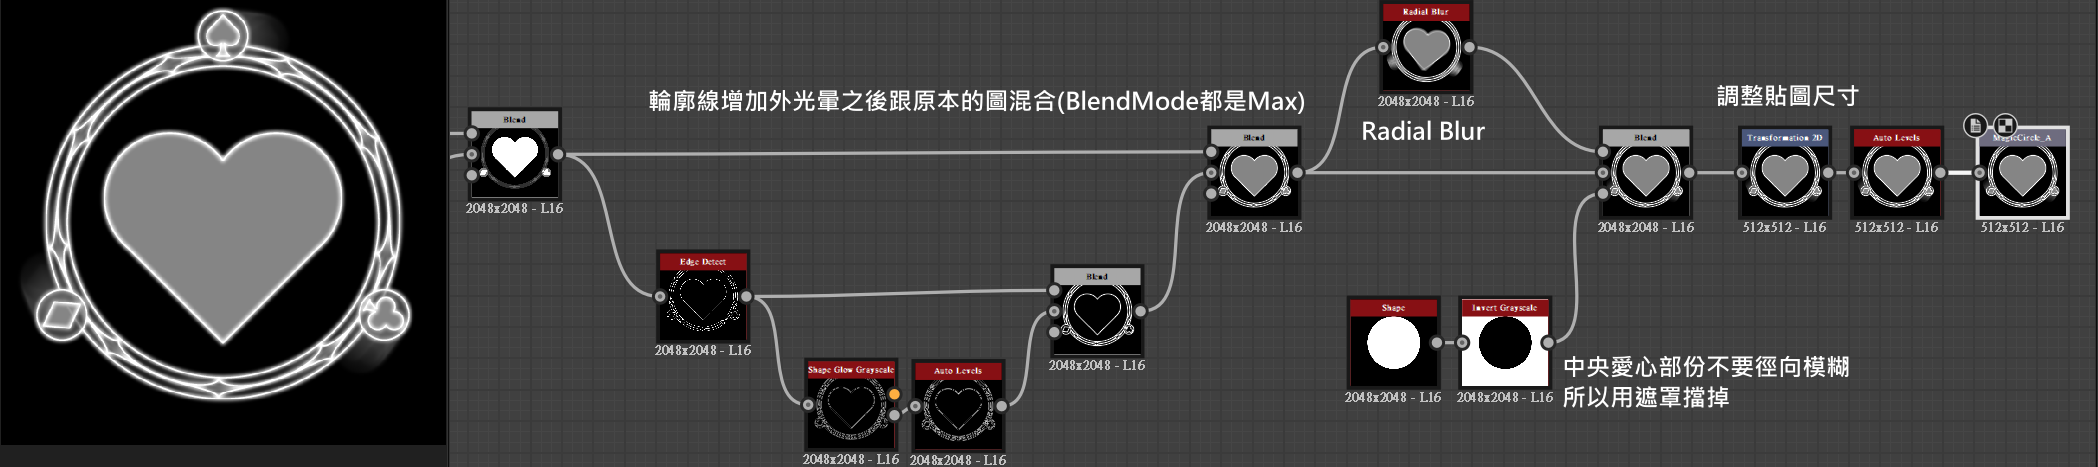 Radial Blur
2048x2048 - L16
輪廓線增加外光暈之後跟原本的圖混合(BlendMode都是Max)
Radial Blur
調整貼圖尺寸
Blend
2048x2048 - L16
Blend
2048x2048 - L16
Blend
2048x2048 - L16
Transformation 2D
512x512 - L16
Auto Levels
512x512 - L16
MagicCircle_A
512x512 - L16
Edge Detect
2048x2048 - L16
Blend
2048x2048 - L16
Shape
2048x2048 - L16
Invert Grayscale
2048x2048 - L16
中央愛心部份不要徑向模糊
所以用遮罩擋掉
Shape Glow Grayscale
2048x2048 - L16
Auto Levels
2048x2048 - L16